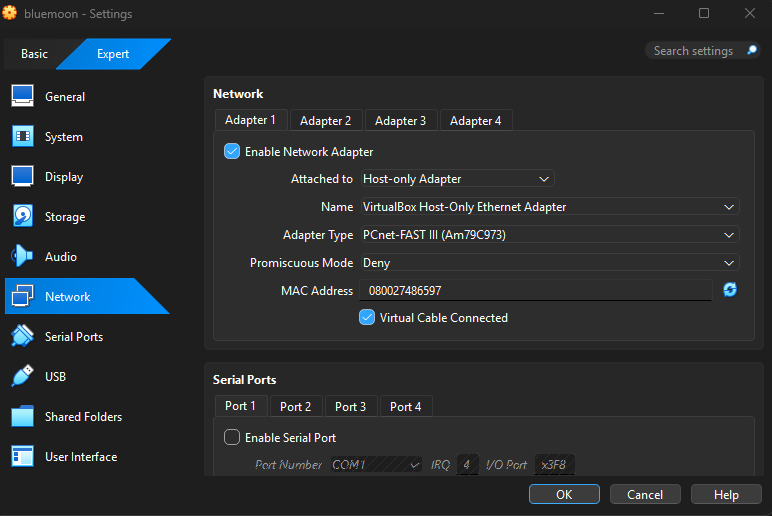 bluemoon - Settings
Basic Expert
Search settings
General
System
Display
Storage
Audio
Network
Serial Ports
USB
Shared Folders
User Interface
Network
Adapter 1 Adapter 2 Adapter 3 Adapter 4
Enable Network Adapter
Attached to Host-only Adapter
Name VirtualBox Host-Only Ethernet Adapter
Adapter Type PCnet-FAST III (Am79C973)
Promiscuous Mode Deny
MAC Address 080027486597
Virtual Cable Connected
Serial Ports
Port 1 Port 2 Port 3 Port 4
Enable Serial Port
Port Number COM1 IRQ 4 I/O Port x3F8
OK Cancel Help